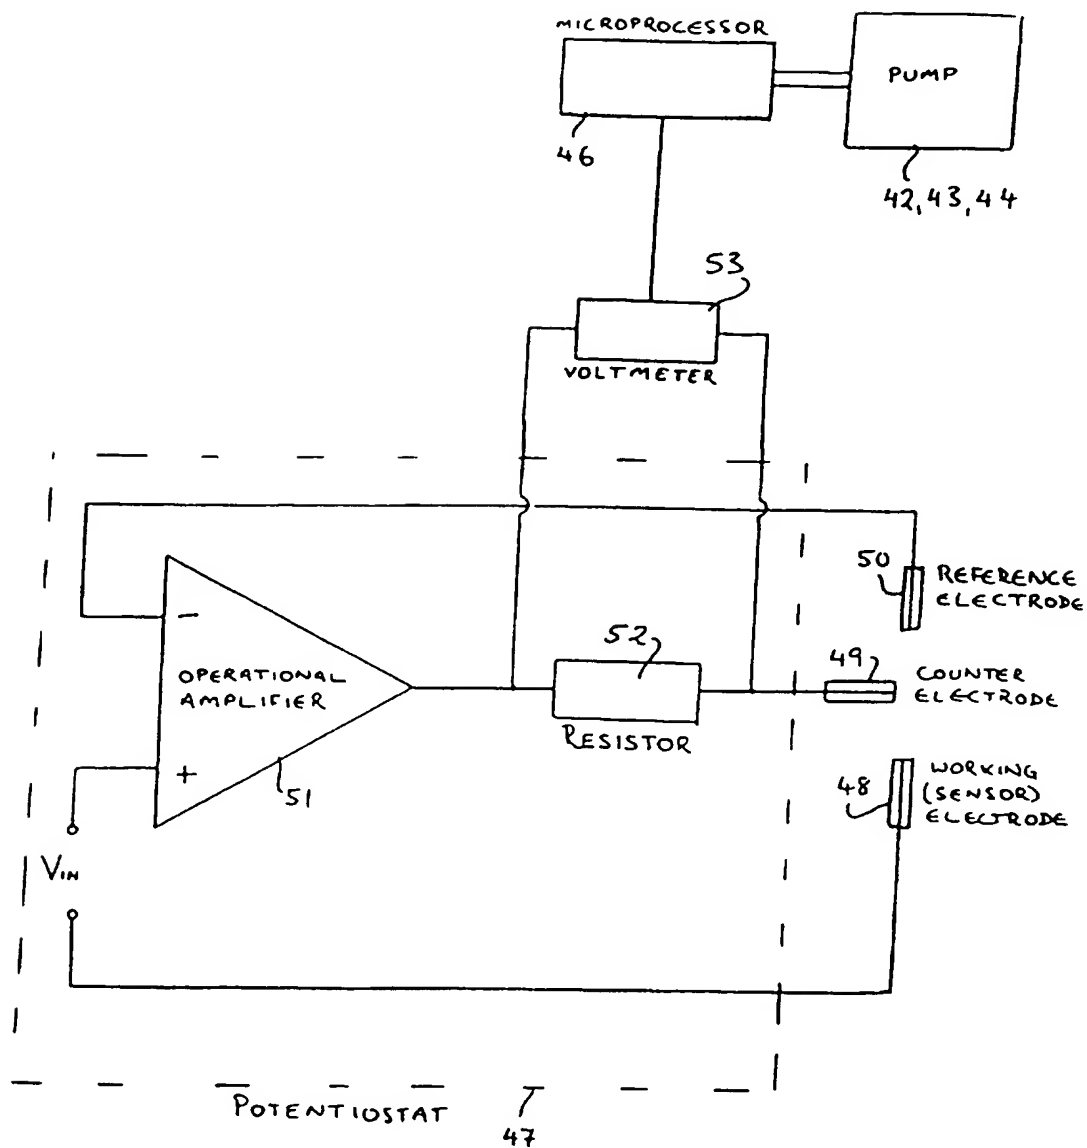 MICROPROCESSOR
PUMP
46
42, 43, 44
53
VOLTMETER
50
REFERENCE
ELECTRODE
-
OPERATIONAL
AMPLIFIER
52
RESISTOR
49
COUNTER
ELECTRODE
+
51
48
WORKING
(SENSOR)
ELECTRODE
VIN
POTENTIOSTAT
47